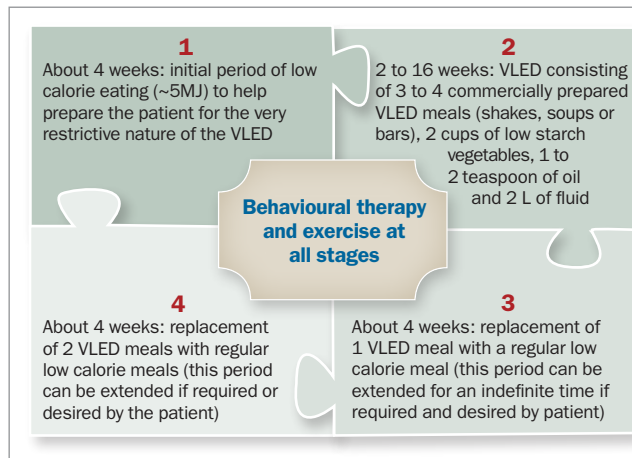 1
About 4 weeks: initial period of low
calorie eating (~5MJ) to help
prepare the patient for the very
restrictive nature of the VLED
2
2 to 16 weeks: VLED consisting
of 3 to 4 commercially prepared
VLED meals (shakes, soups or
bars), 2 cups of low starch
vegetables, 1 to
2 teaspoon of oil
and 2 L of fluid
Behavioural therapy
and exercise at
all stages
3
About 4 weeks: replacement of
1 VLED meal with a regular low
calorie meal (this period can be
extended for an indefinite time if
required and desired by patient)
4
About 4 weeks: replacement
of 2 VLED meals with regular
low calorie meals (this period
can be extended if required or
desired by the patient)